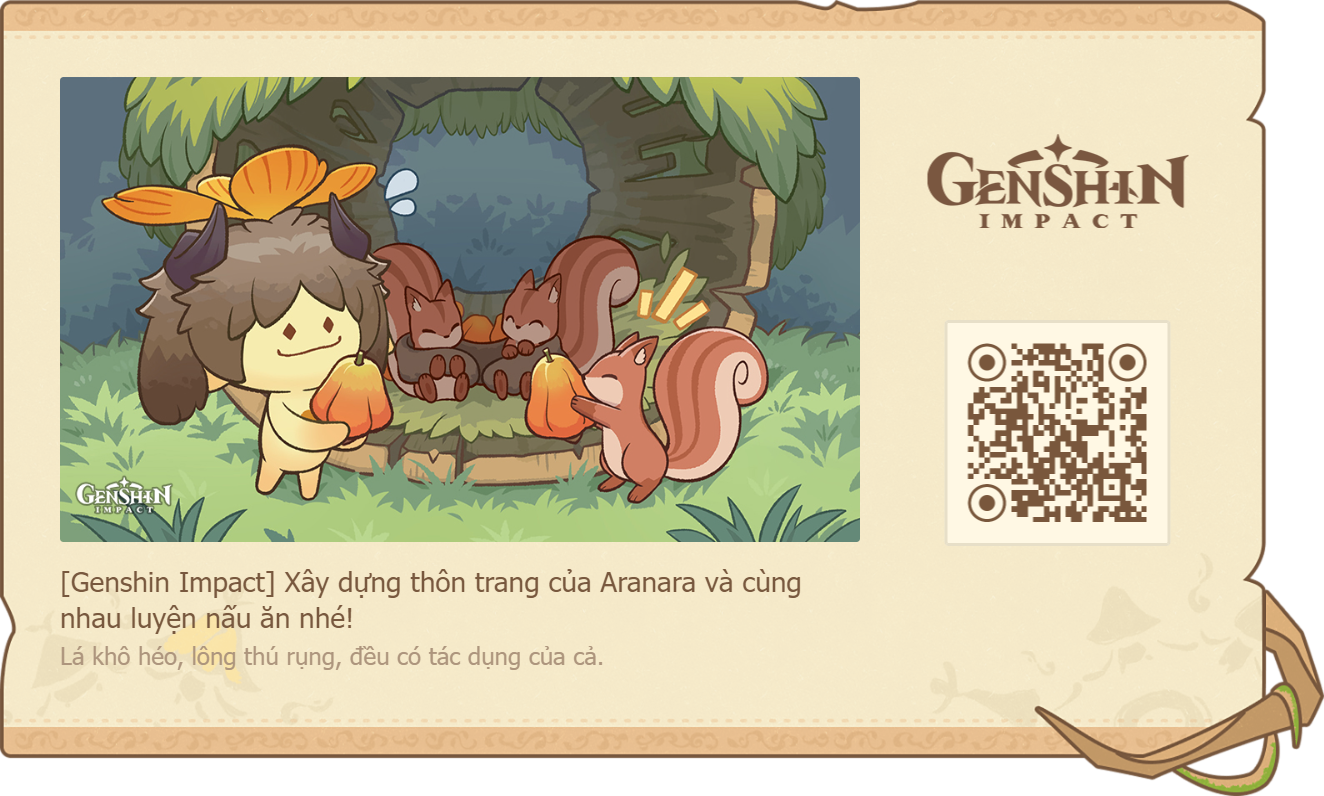 GENSHIN
IMPACT
GENSHIN
IMPACT
[Genshin Impact] Xây dựng thôn trang của Aranara và cùng
nhau luyện nấu ăn nhé!
Lá khô héo, lông thú rụng, đều có tác dụng của cả.